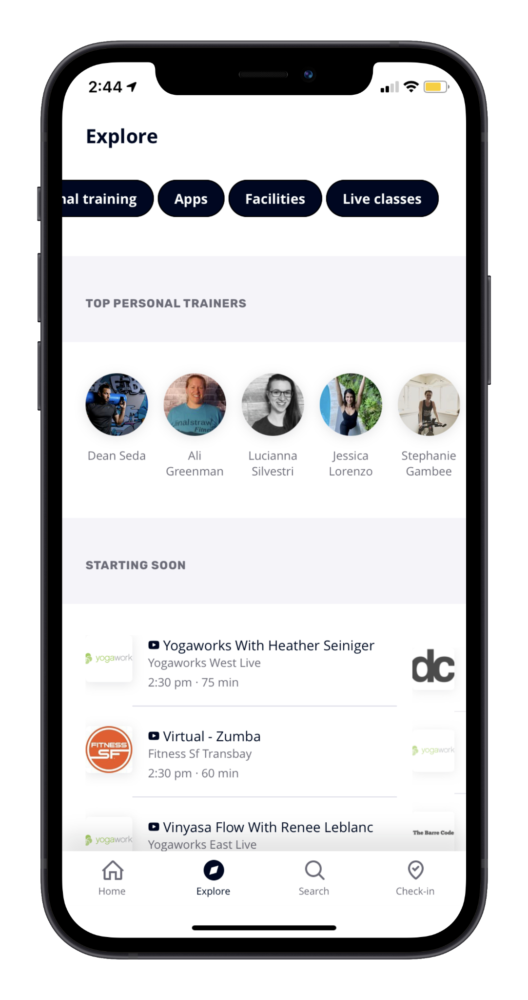 2:44
Explore
nal training Apps Facilities Live classes
TOP PERSONAL TRAINERS
Dean Seda
Ali
Greenman
Lucianna
Silvestri
Jessica
Lorenzo
Stephanie
Gambee
finalstraw
Fitne
STARTING SOON
yogawork
Yogaworks With Heather Seiniger
Yogaworks West Live
2:30 pm · 75 min
dc
FITNESS
SF
Virtual - Zumba
Fitness Sf Transbay
2:30 pm · 60 min
yogawork
yogawork
Vinyasa Flow With Renee Leblanc
Yogaworks East Live
The Barre Code
Home Explore Search Check-in